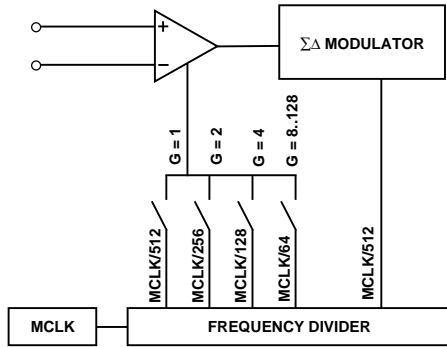 +
−
ΣΔ MODULATOR
G = 1
G = 2
G = 4
G = 8..128
MCLK/512
MCLK/256
MCLK/128
MCLK/64
MCLK/512
MCLK
FREQUENCY DIVIDER